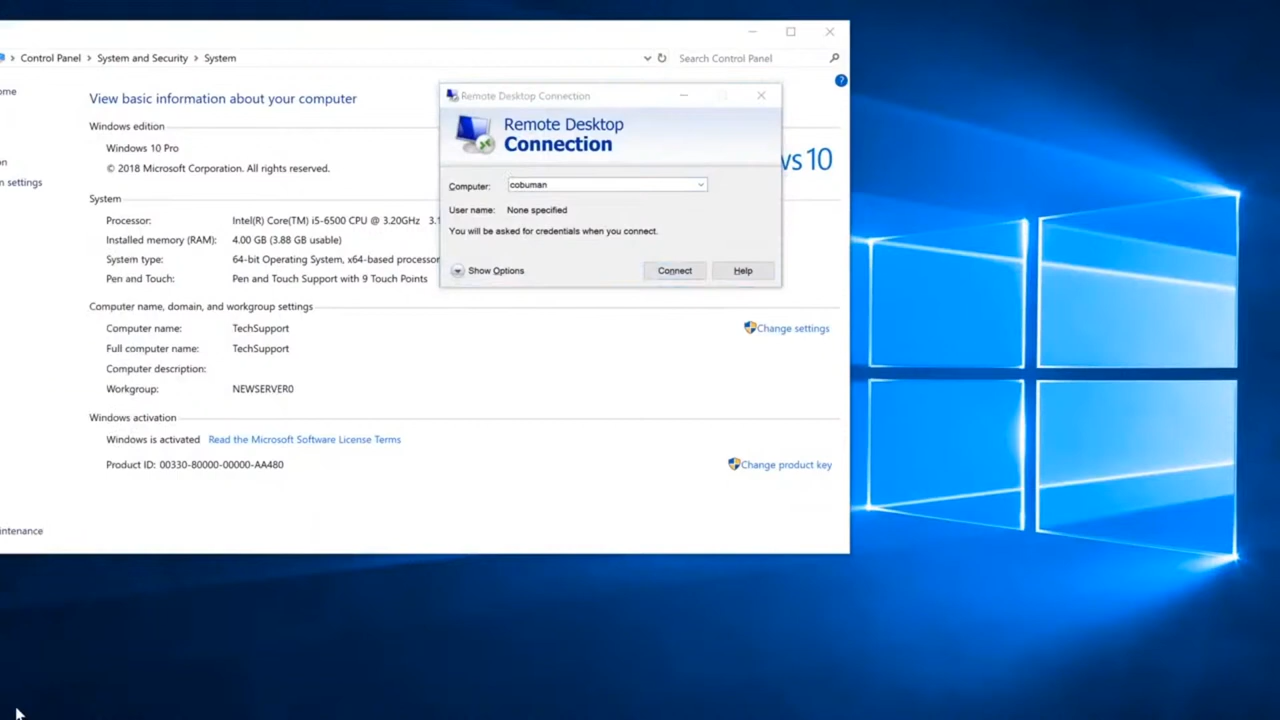 Control Panel > System and Security > System
Search Control Panel
ome
View basic information about your computer
Windows edition
Windows 10 Pro
© 2018 Microsoft Corporation. All rights reserved.
ws 10
on
n settings
System
Processor: Intel(R) Core(TM) i5-6500 CPU @ 3.20GHz 3.1
Installed memory (RAM): 4.00 GB (3.88 GB usable)
System type: 64-bit Operating System, x64-based processor
Pen and Touch: Pen and Touch Support with 9 Touch Points
Computer name, domain, and workgroup settings
Computer name: TechSupport
Change settings
Full computer name: TechSupport
Computer description:
Workgroup: NEWSERVER0
Windows activation
Windows is activated Read the Microsoft Software License Terms
Product ID: 00330-80000-00000-AA480
Change product key
intenance
Remote Desktop Connection
Remote Desktop
Connection
Computer: cobuman
User name: None specified
You will be asked for credentials when you connect.
Show Options
Connect
Help
?